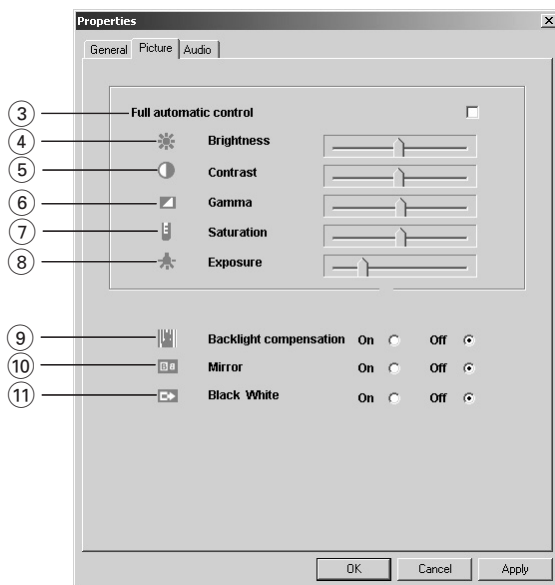 Properties
General Picture Audio
③ Full automatic control
④ Brightness
⑤ Contrast
⑥ Gamma
⑦ Saturation
⑧ Exposure
⑨ Backlight compensation On Off
⑩ Mirror On Off
⑪ Black White On Off
OK Cancel Apply